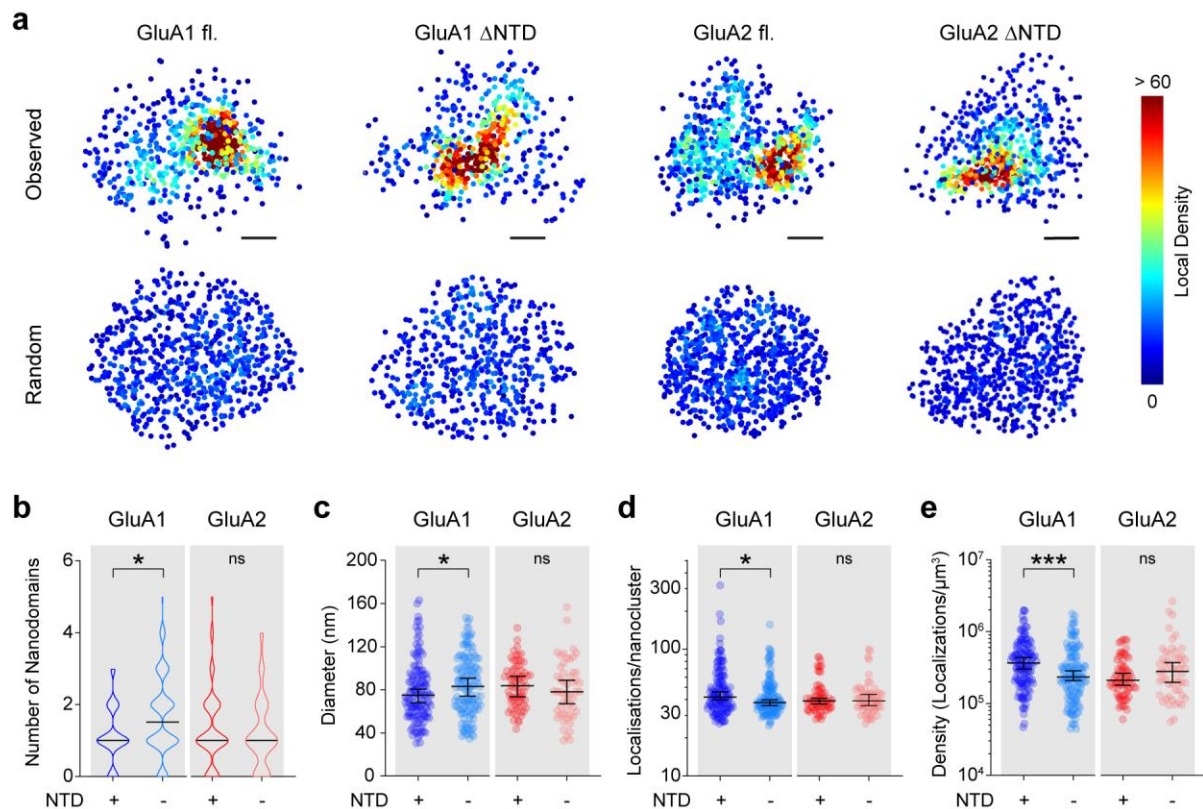 a
GluA1 fl. GluA1 ΔNTD GluA2 fl. GluA2 ΔNTD
Observed
Random
> 60
Local Density
0
b
GluA1 GluA2
Number of Nanodomains
6
4
2
0
* ns
NTD + - + -
c
GluA1 GluA2
Diameter (nm)
200
160
120
80
40
0
* ns
NTD + - + -
d
GluA1 GluA2
Localisations/nanocluster
300
100
30
10
* ns
NTD + - + -
e
GluA1 GluA2
Density (Localizations/μm³)
10⁷
10⁶
10⁵
10⁴
*** ns
NTD + - + -